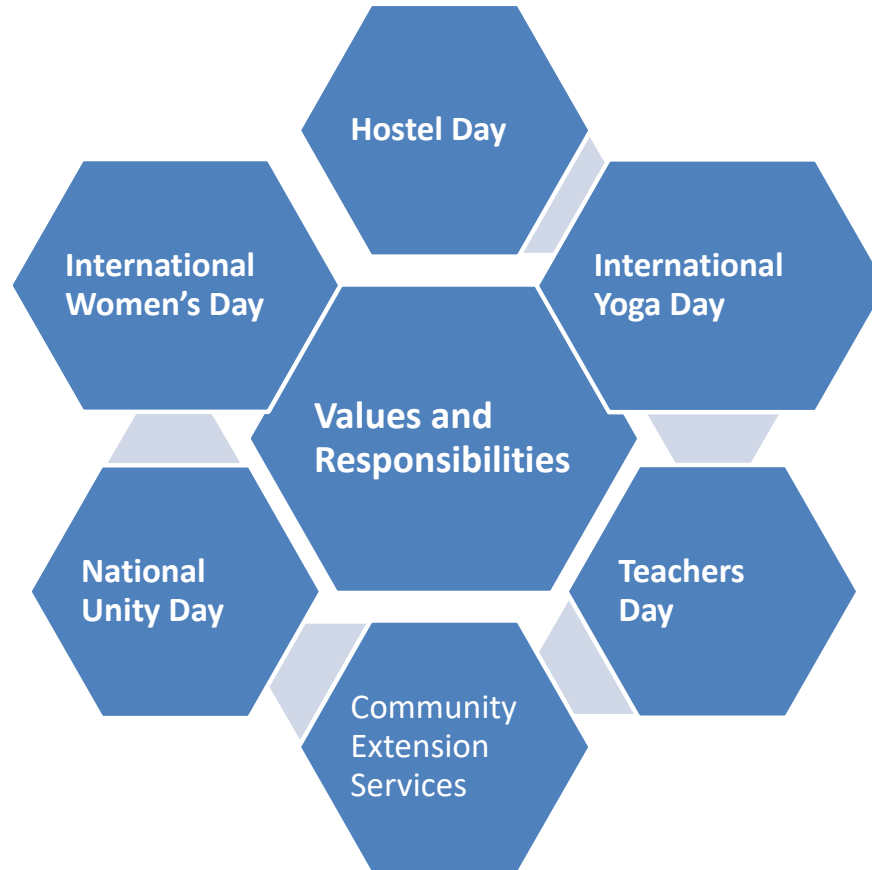 Hostel Day
International
Women’s Day
International
Yoga Day
Values and
Responsibilities
National
Unity Day
Teachers
Day
Community
Extension
Services